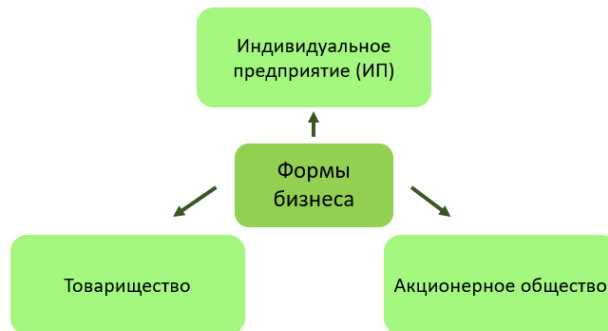 Индивидуальное
предприятие (ИП)
Формы
бизнеса
Товарищество
Акционерное общество